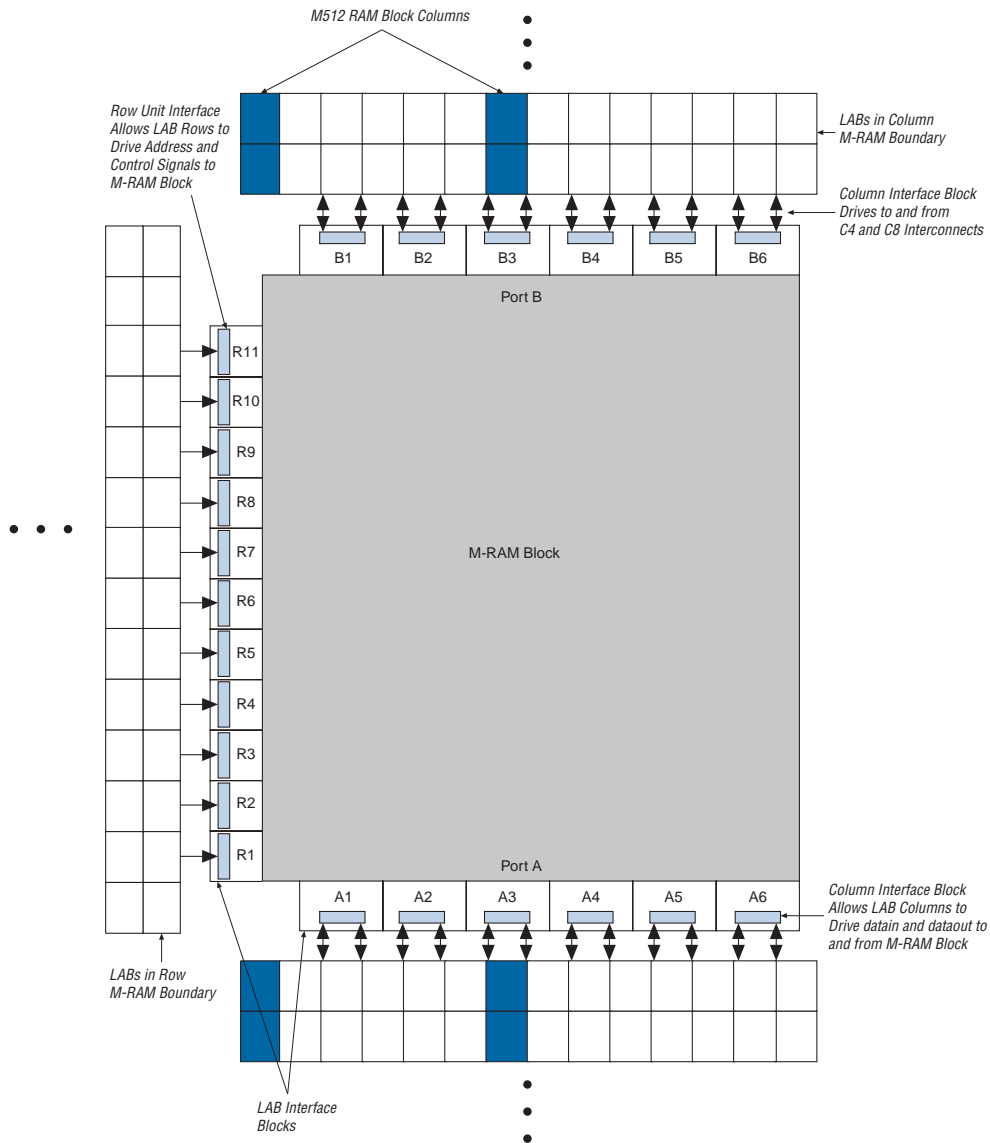 M512 RAM Block Columns
Row Unit Interface
Allows LAB Rows to
Drive Address and
Control Signals to
M-RAM Block
LABs in Column
M-RAM Boundary
Column Interface Block
Drives to and from
C4 and C8 Interconnects
B1
B2
B3
B4
B5
B6
Port B
R11
R10
R9
R8
R7
M-RAM Block
R6
R5
R4
R3
R2
R1
Port A
A1
A2
A3
A4
A5
A6
Column Interface Block
Allows LAB Columns to
Drive datain and dataout to
and from M-RAM Block
LABs in Row
M-RAM Boundary
LAB Interface
Blocks